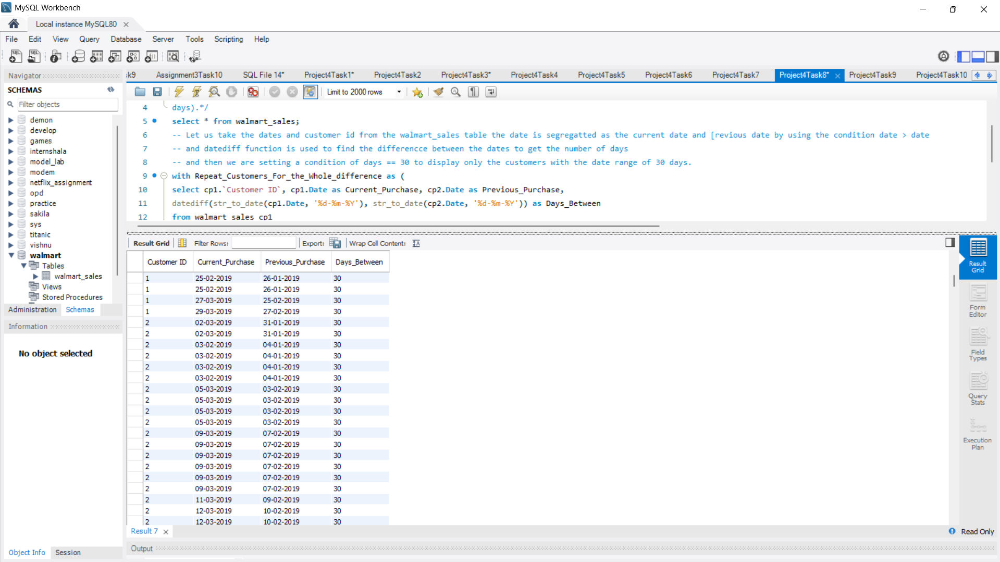 MySQL Workbench
Local instance MySQL80
File Edit View Query Database Server Tools Scripting Help
Navigator
sk9 Assignment3Task10 SQL File 14* Project4Task1* Project4Task2 Project4Task3* Project4Task4 Project4Task5 Project4Task6 Project4Task7 Project4Task8* Project4Task9 Project4Task10
SCHEMAS
Filter objects
demon
develop
games
internshala
model_lab
modem
netflix_assignment
opd
practice
sakila
sys
titanic
vishnu
walmart
Tables
walmart_sales
Views
Stored Procedures
Administration Schemas
Information
No object selected
Object Info Session
Limit to 2000 rows
4 days).*/
5 select * from walmart_sales;
6 -- Let us take the dates and customer id from the walmart_sales table the date is segregatted as the current date and [revious date by using the condition date > date
7 -- and datediff function is used to find the differencce between the dates to get the number of days
8 -- and then we are setting a condition of days == 30 to display only the customers with the date range of 30 days.
9 with Repeat_Customers_For_the_Whole_difference as (
10 select cp1.`Customer ID`, cp1.Date as Current_Purchase, cp2.Date as Previous_Purchase,
11 datediff(str_to_date(cp1.Date, '%d-%m-%Y'), str_to_date(cp2.Date, '%d-%m-%Y')) as Days_Between
12 from walmart_sales cp1
Result Grid Filter Rows: Export: Wrap Cell Content:
Customer ID Current_Purchase Previous_Purchase Days_Between
1 25-02-2019 26-01-2019 30
1 25-02-2019 26-01-2019 30
1 27-03-2019 25-02-2019 30
1 29-03-2019 27-02-2019 30
2 02-03-2019 31-01-2019 30
2 02-03-2019 31-01-2019 30
2 03-02-2019 04-01-2019 30
2 03-02-2019 04-01-2019 30
2 03-02-2019 04-01-2019 30
2 03-02-2019 04-01-2019 30
2 05-03-2019 03-02-2019 30
2 05-03-2019 03-02-2019 30
2 05-03-2019 03-02-2019 30
2 05-03-2019 03-02-2019 30
2 09-03-2019 07-02-2019 30
2 09-03-2019 07-02-2019 30
2 09-03-2019 07-02-2019 30
2 09-03-2019 07-02-2019 30
2 09-03-2019 07-02-2019 30
2 09-03-2019 07-02-2019 30
2 11-03-2019 09-02-2019 30
2 12-03-2019 10-02-2019 30
2 12-03-2019 10-02-2019 30
Result
Grid
Form
Editor
Field
Types
Query
Stats
Execution
Plan
Result 7
Read Only
Output